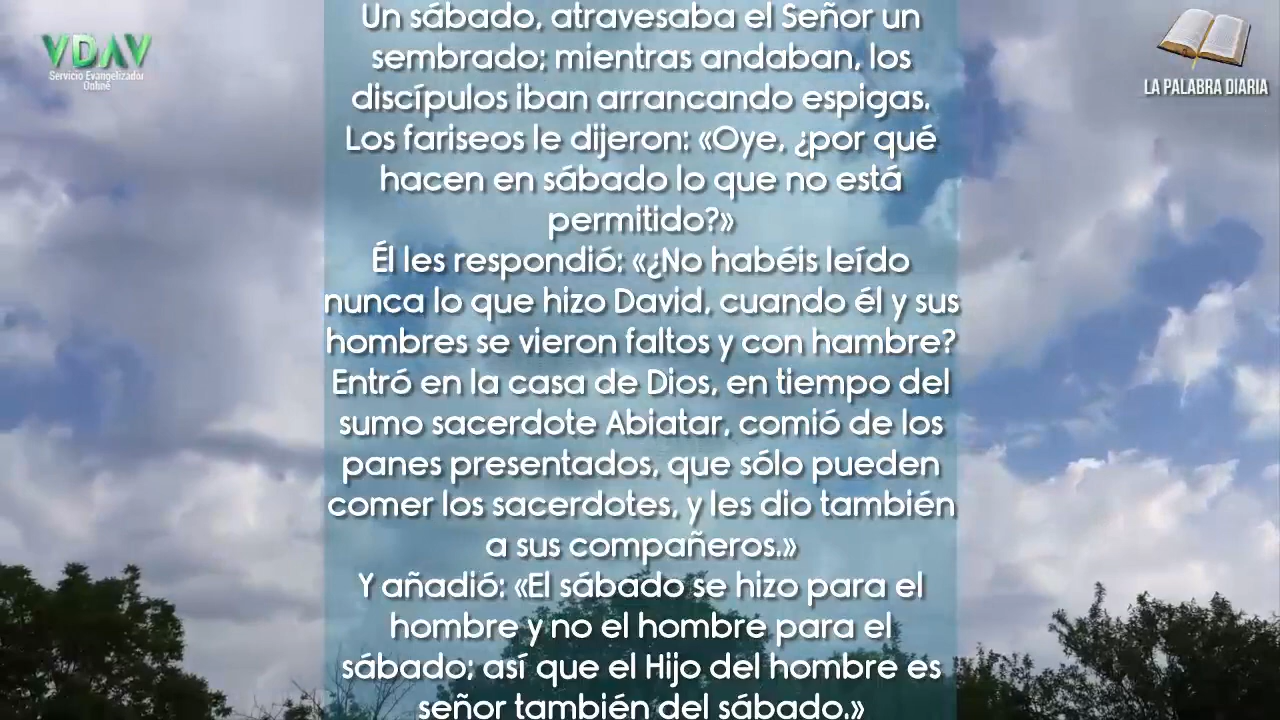 VDAV
Servicio Evangelizador
Online
LA PALABRA DIARIA
Un sábado, atravesaba el Señor un
sembrado; mientras andaban, los
discípulos iban arrancando espigas.
Los fariseos le dijeron: «Oye, ¿por qué
hacen en sábado lo que no está
permitido?»
Él les respondió: «¿No habéis leído
nunca lo que hizo David, cuando él y sus
hombres se vieron faltos y con hambre?
Entró en la casa de Dios, en tiempo del
sumo sacerdote Abiatar, comió de los
panes presentados, que sólo pueden
comer los sacerdotes, y les dio también
a sus compañeros.»
Y añadió: «El sábado se hizo para el
hombre y no el hombre para el
sábado; así que el Hijo del hombre es
señor también del sábado.»